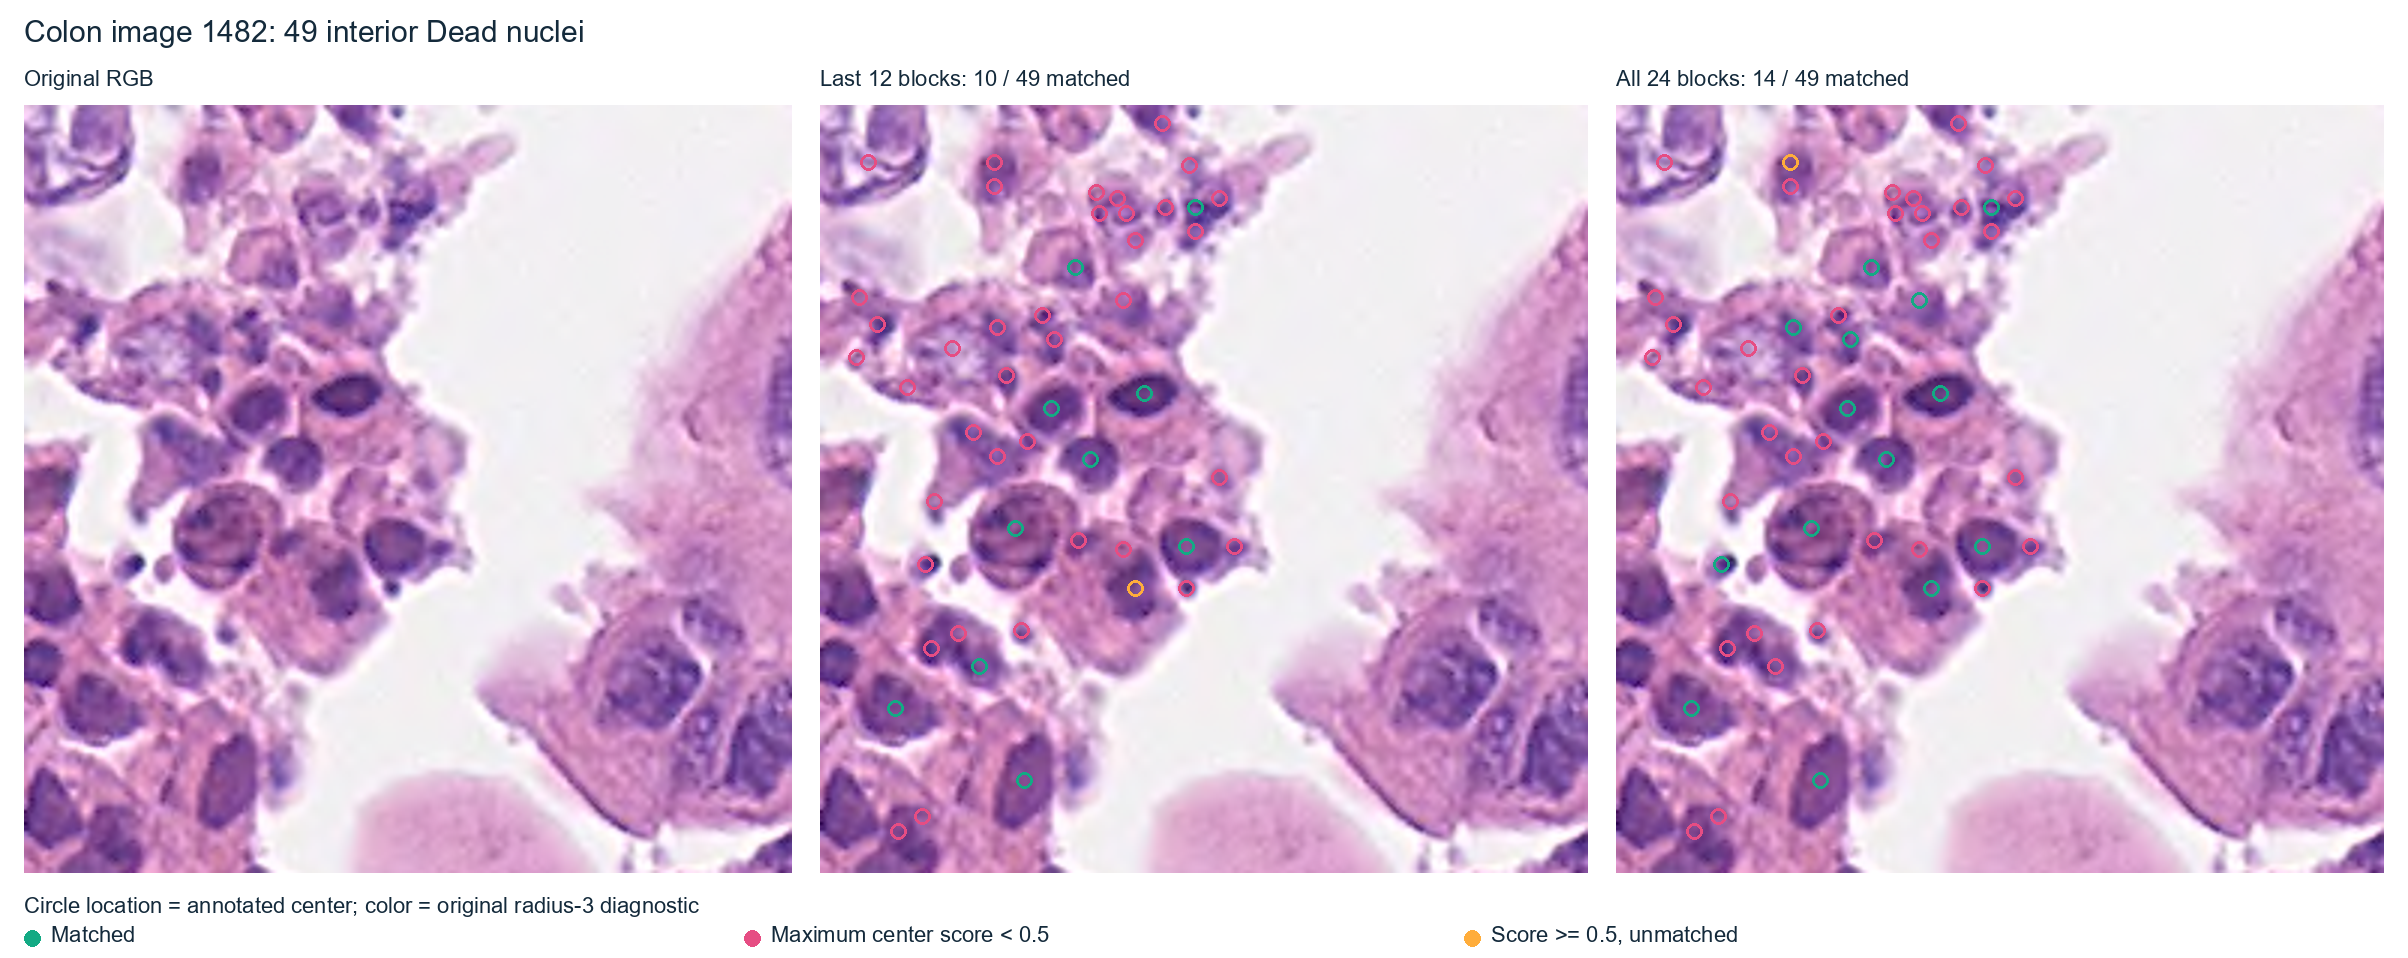 Colon image 1482: 49 interior Dead nuclei
Original RGB
Last 12 blocks: 10 / 49 matched
All 24 blocks: 14 / 49 matched
Circle location = annotated center; color = original radius-3 diagnostic
Matched
Maximum center score < 0.5
Score >= 0.5, unmatched